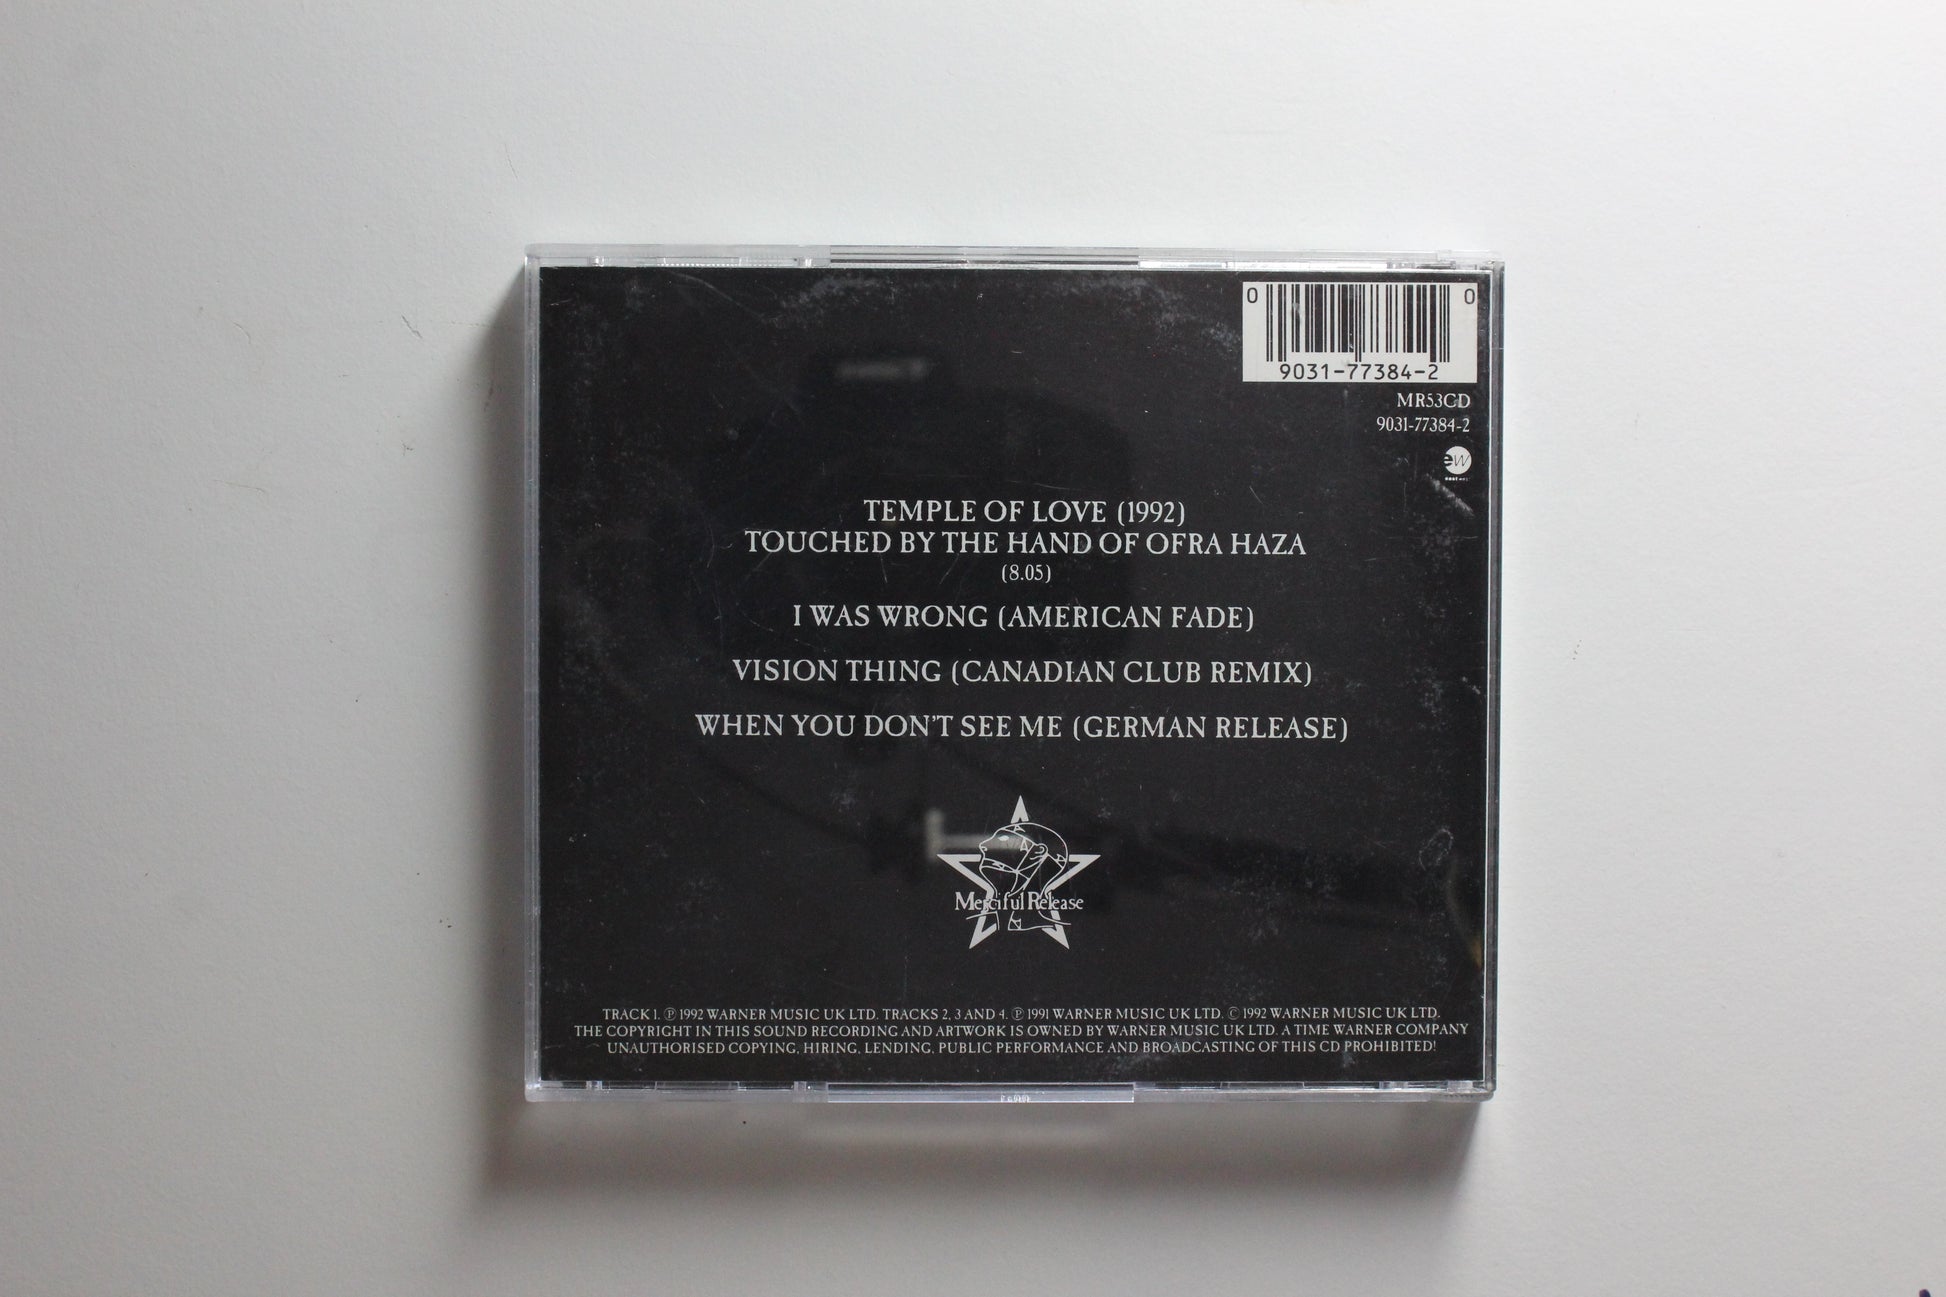 0 0
9031-77384-2
MR53CD
9031-77384-2
ew
east west
TEMPLE OF LOVE (1992)
TOUCHED BY THE HAND OF OFRA HAZA
(8.05)
I WAS WRONG (AMERICAN FADE)
VISION THING (CANADIAN CLUB REMIX)
WHEN YOU DON'T SEE ME (GERMAN RELEASE)
Merciful Release
TRACK 1. ℗ 1992 WARNER MUSIC UK LTD. TRACKS 2, 3 AND 4. ℗ 1991 WARNER MUSIC UK LTD. © 1992 WARNER MUSIC UK LTD.
THE COPYRIGHT IN THIS SOUND RECORDING AND ARTWORK IS OWNED BY WARNER MUSIC UK LTD. A TIME WARNER COMPANY
UNAUTHORISED COPYING, HIRING, LENDING, PUBLIC PERFORMANCE AND BROADCASTING OF THIS CD PROHIBITED!